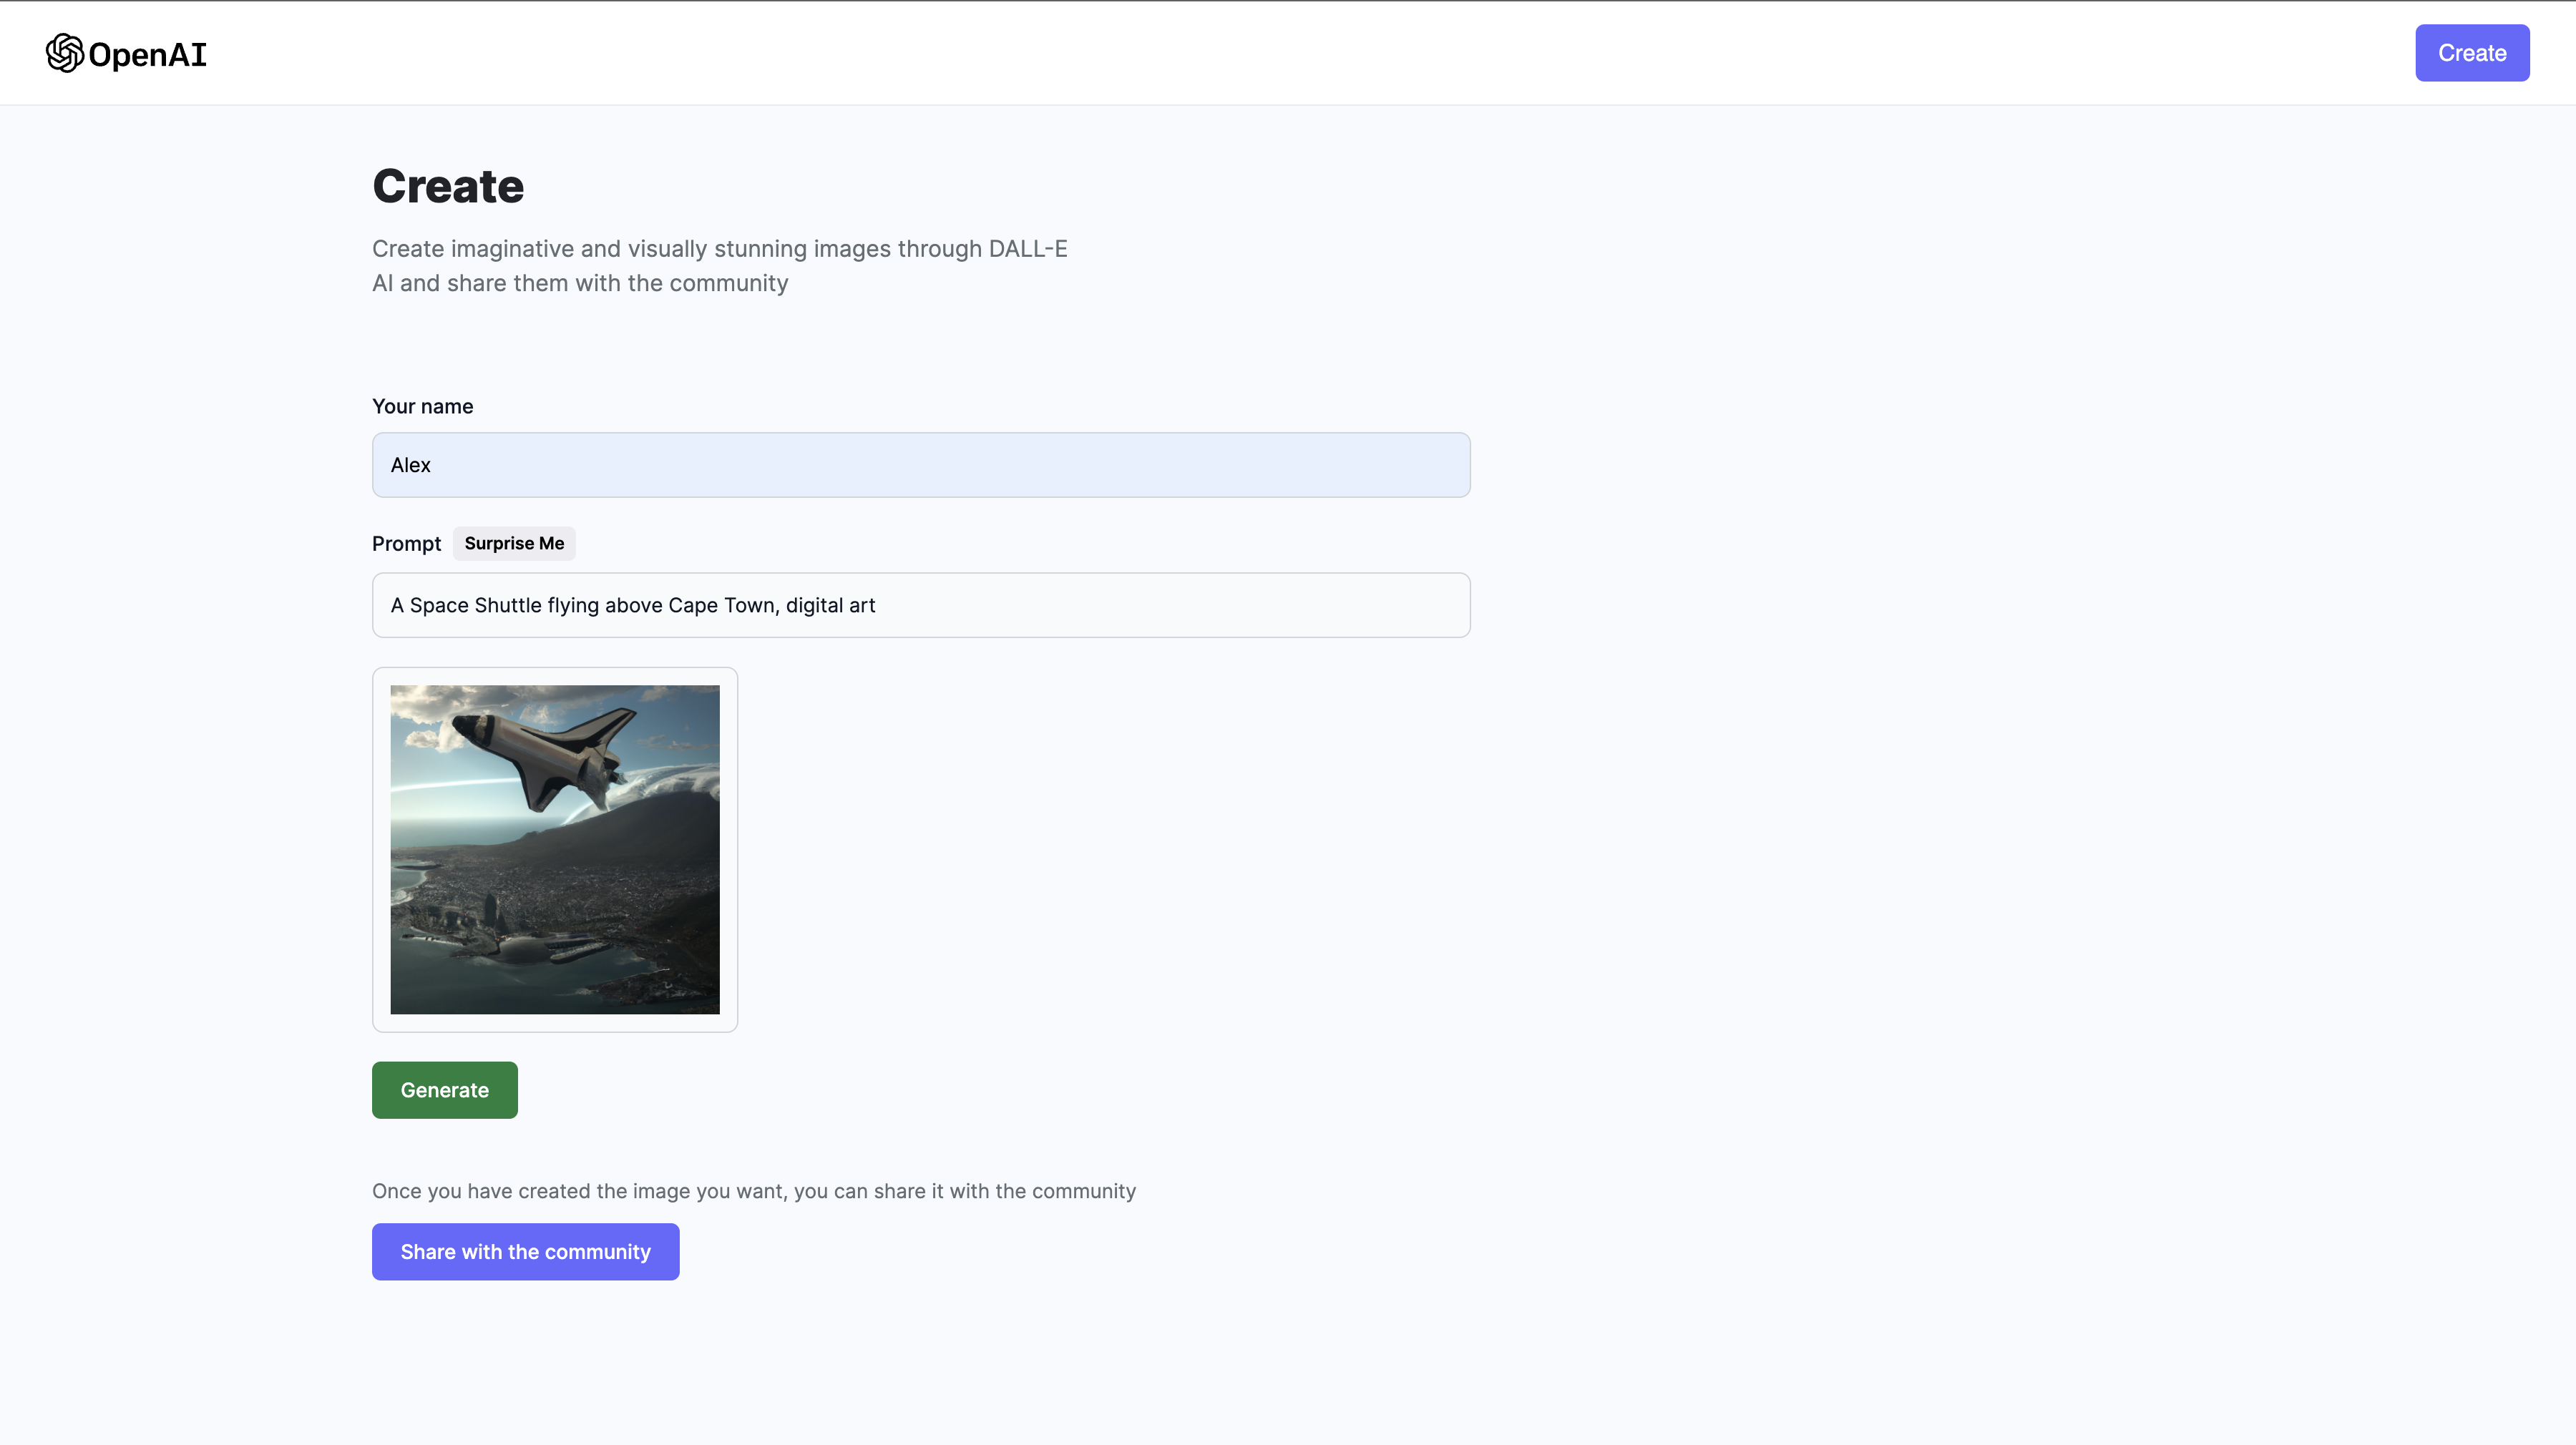 OpenAI
Create
Create
Create imaginative and visually stunning images through DALL-E
AI and share them with the community
Your name
Alex
Prompt
Surprise Me
A Space Shuttle flying above Cape Town, digital art
Generate
Once you have created the image you want, you can share it with the community
Share with the community